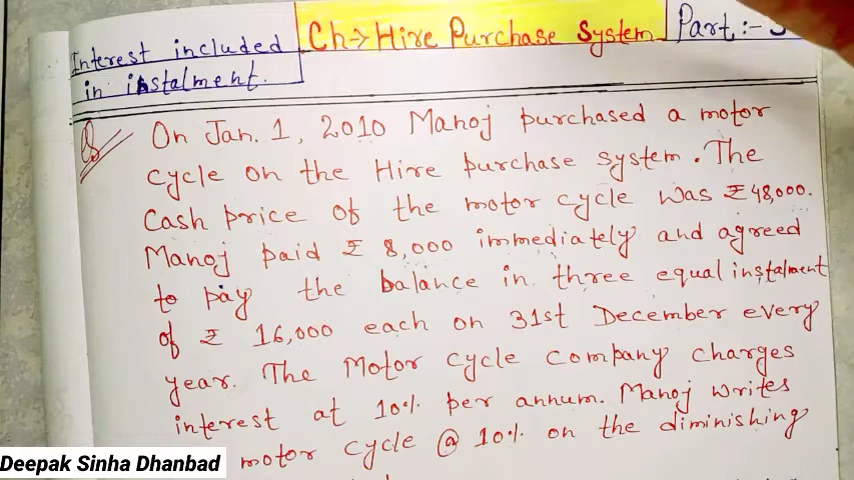 Interest included
in instalment.
Ch→ Hire Purchase System
Part:-
Q On Jan. 1, 2010 Manoj purchased a motor
cycle on the Hire purchase system. The
Cash price of the motor cycle was ₹ 48,000.
Manoj paid ₹ 8,000 immediately and agreed
to pay the balance in three equal instalment
of ₹ 16,000 each on 31st December every
year. The Motor cycle company charges
interest at 10% per annum. Manoj writes
motor cycle @ 10% on the diminishing
Deepak Sinha Dhanbad